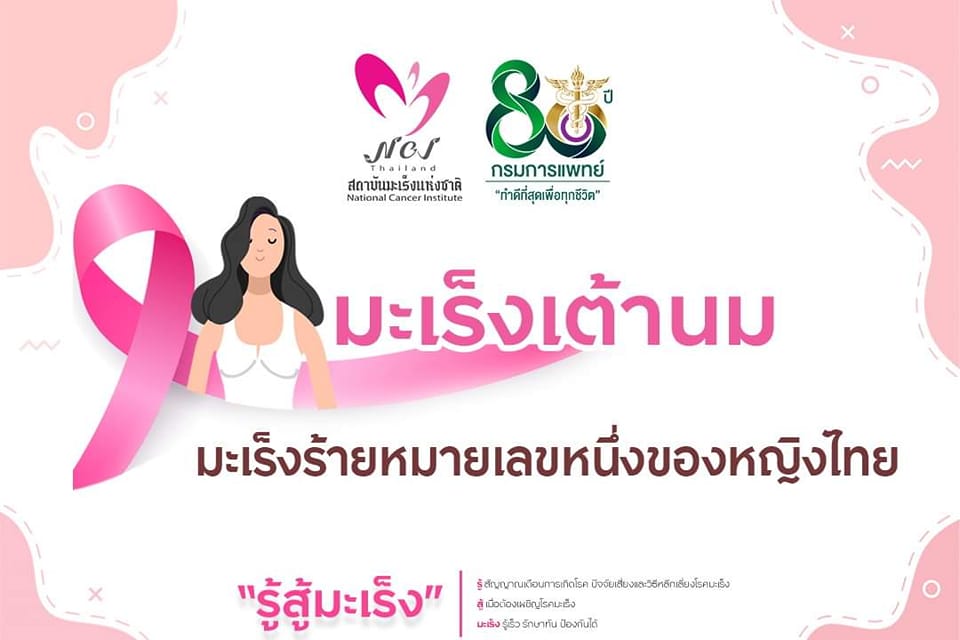 NCI
Thailand
สถาบันมะเร็งแห่งชาติ
National Cancer Institute
80 ปี
กรมการแพทย์
"ทำดีที่สุดเพื่อทุกชีวิต"
มะเร็งเต้านม
มะเร็งร้ายหมายเลขหนึ่งของหญิงไทย
"รู้สู้มะเร็ง"
รู้ สัญญาณเตือนการเกิดโรค ปัจจัยเสี่ยงและวิธีหลีกเลี่ยงโรคมะเร็ง
สู้ เมื่อต้องเผชิญโรคมะเร็ง
มะเร็ง รู้เร็ว รักษาทัน ป้องกันได้